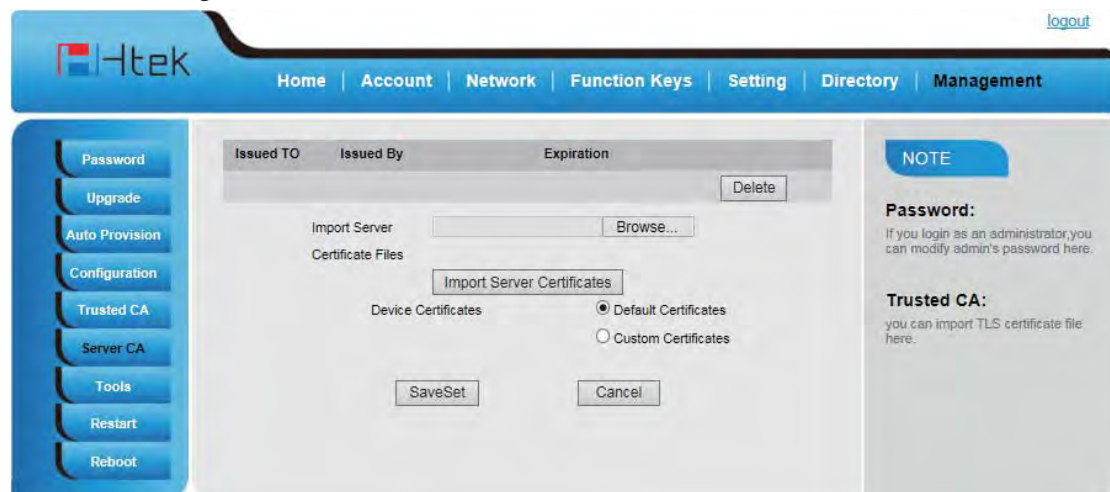 logout
Htek
Home | Account | Network | Function Keys | Setting | Directory | Management
Password
Upgrade
Auto Provision
Configuration
Trusted CA
Server CA
Tools
Restart
Reboot
Issued TO Issued By Expiration
Delete
Import Server
Certificate Files
Browse...
Import Server Certificates
Device Certificates
Default Certificates
Custom Certificates
SaveSet Cancel
NOTE
Password:
If you login as an administrator,you
can modify admin's password here.
Trusted CA:
you can import TLS certificate file
here.